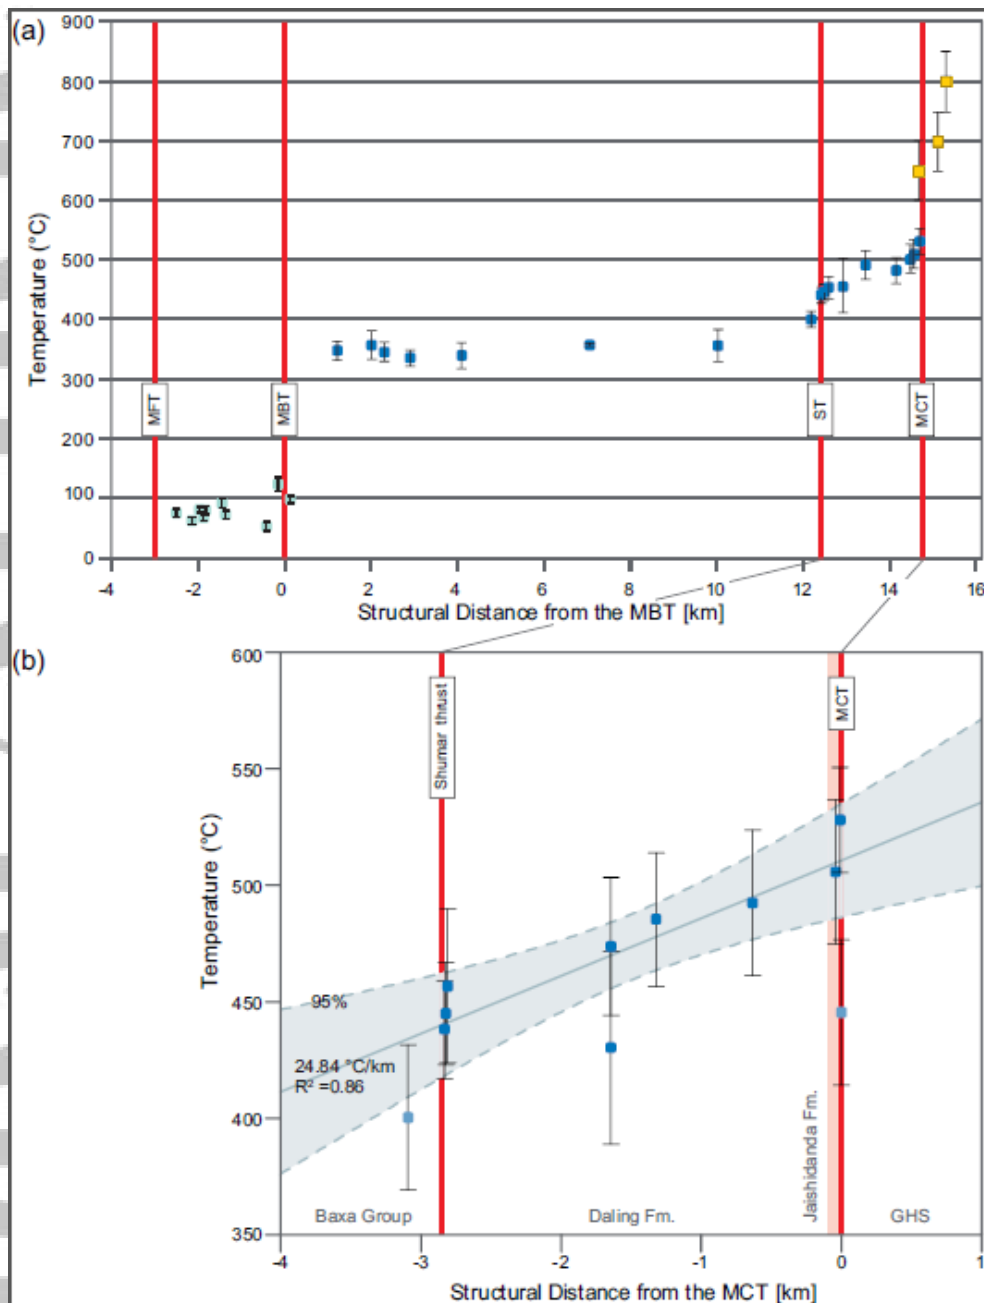 (a)
900
800
700
600
500
400
300
200
100
0
Temperature (°C)
MFT
MBT
ST
MCT
-4
-2
0
2
4
6
8
10
12
14
16
Structural Distance from the MBT [km]
(b)
600
550
500
450
400
350
Temperature (°C)
Shumar thrust
MCT
95%
24.84 °C/km
R² =0.86
Baxa Group
Daling Fm.
Jaishidanda Fm.
GHS
-4
-3
-2
-1
0
1
Structural Distance from the MCT [km]